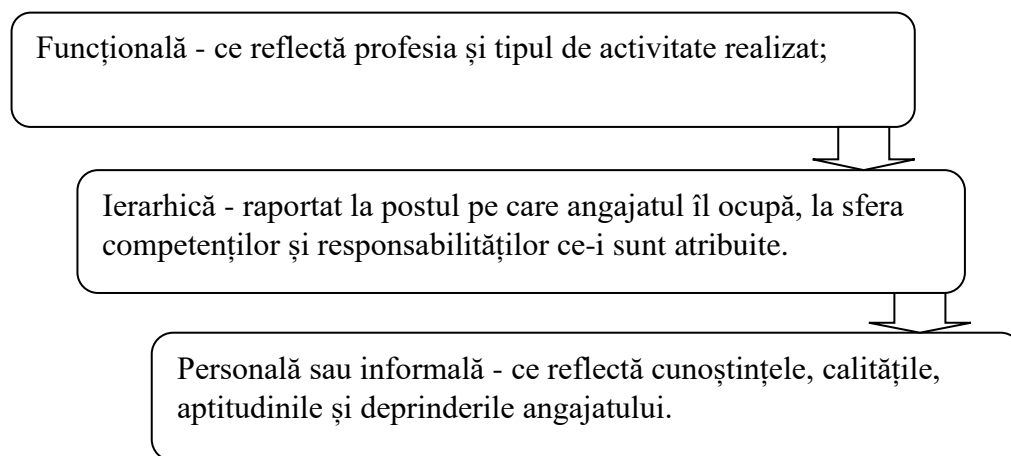 Funcțională - ce reflectă profesia și tipul de activitate realizat;
Ierarhică - raportat la postul pe care angajatul îl ocupă, la sfera
competenților și responsabilităților ce-i sunt atribuite.
Personală sau informală - ce reflectă cunoștințele, calitățile,
aptitudinile și deprinderile angajatului.